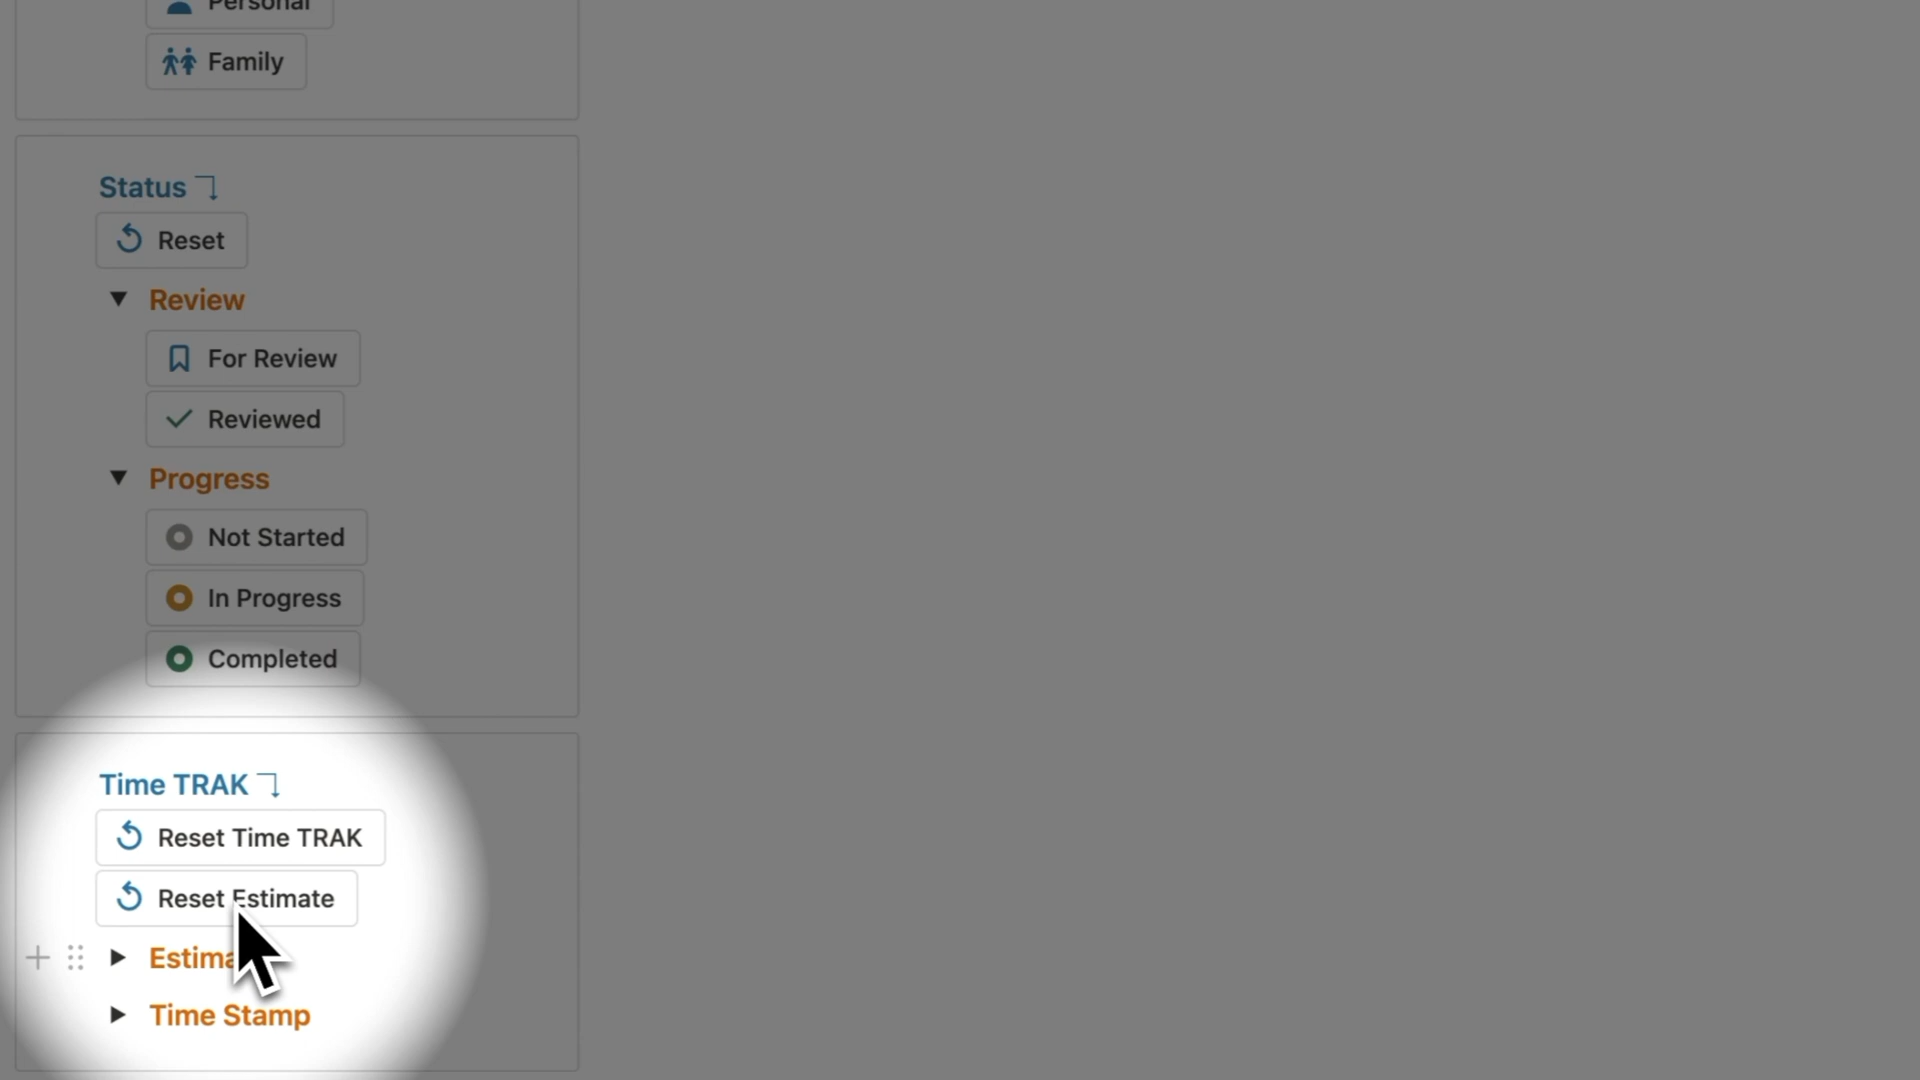 Personal
Family
Status
Reset
Review
For Review
Reviewed
Progress
Not Started
In Progress
Completed
Time TRAK
Reset Time TRAK
Reset Estimate
Estima
Time Stamp